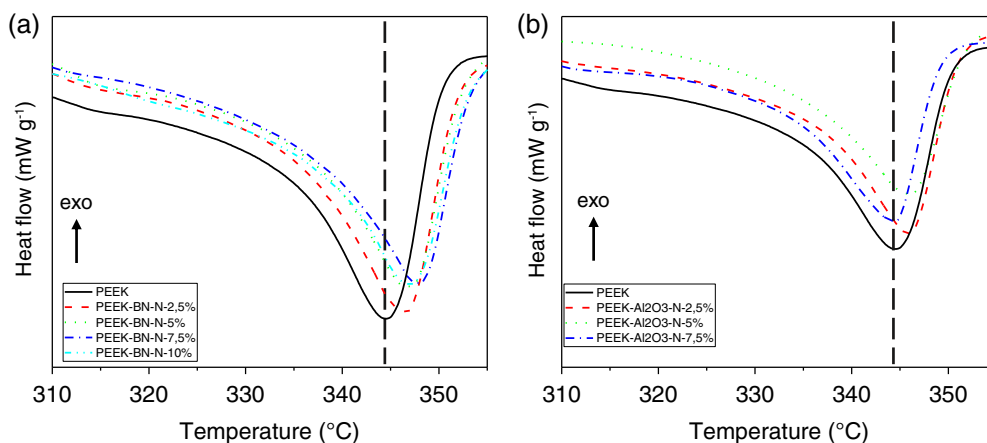 (a)
Heat flow (mW g⁻¹)
exo
PEEK
PEEK-BN-N-2,5%
PEEK-BN-N-5%
PEEK-BN-N-7,5%
PEEK-BN-N-10%
310 320 330 340 350
Temperature (°C)
(b)
Heat flow (mW g⁻¹)
exo
PEEK
PEEK-Al2O3-N-2,5%
PEEK-Al2O3-N-5%
PEEK-Al2O3-N-7,5%
310 320 330 340 350
Temperature (°C)